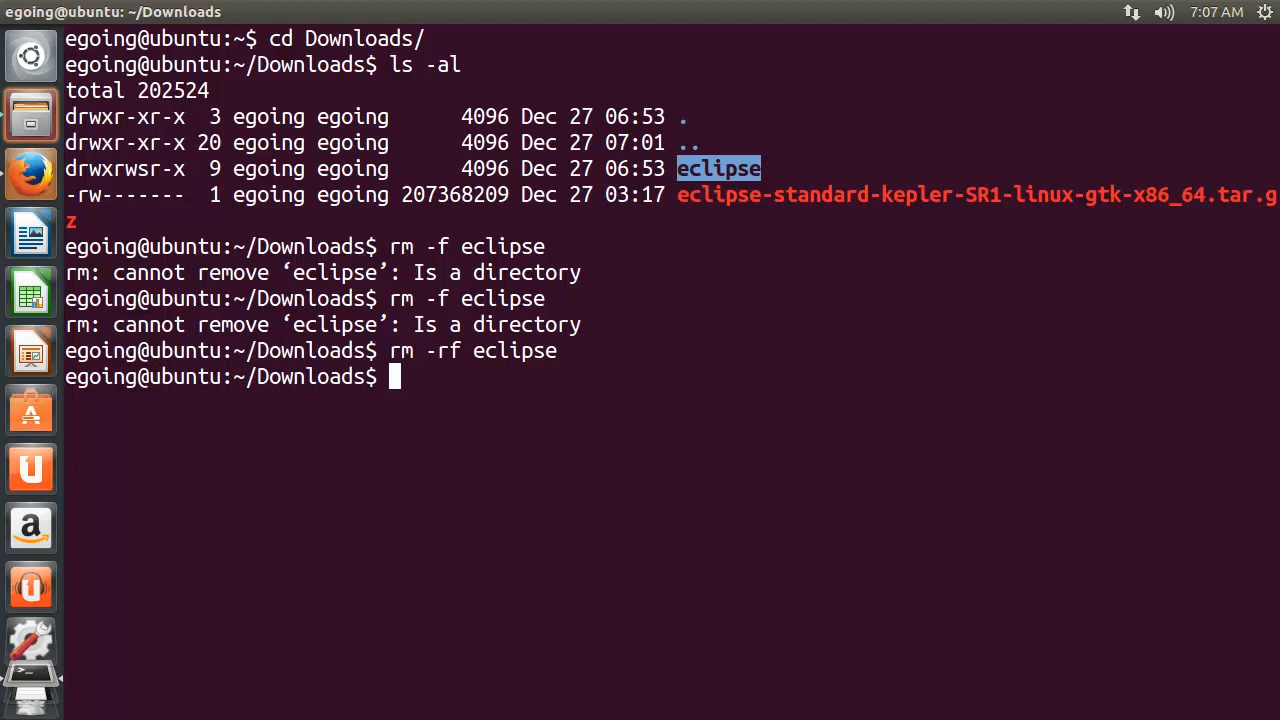 egoing@ubuntu: ~/Downloads 7:07 AM
egoing@ubuntu:~$ cd Downloads/
egoing@ubuntu:~/Downloads$ ls -al
total 202524
drwxr-xr-x  3 egoing egoing      4096 Dec 27 06:53 .
drwxr-xr-x 20 egoing egoing      4096 Dec 27 07:01 ..
drwxrwsr-x  9 egoing egoing      4096 Dec 27 06:53 eclipse
-rw-------  1 egoing egoing 207368209 Dec 27 03:17 eclipse-standard-kepler-SR1-linux-gtk-x86_64.tar.g
z
egoing@ubuntu:~/Downloads$ rm -f eclipse
rm: cannot remove ‘eclipse’: Is a directory
egoing@ubuntu:~/Downloads$ rm -f eclipse
rm: cannot remove ‘eclipse’: Is a directory
egoing@ubuntu:~/Downloads$ rm -rf eclipse
egoing@ubuntu:~/Downloads$